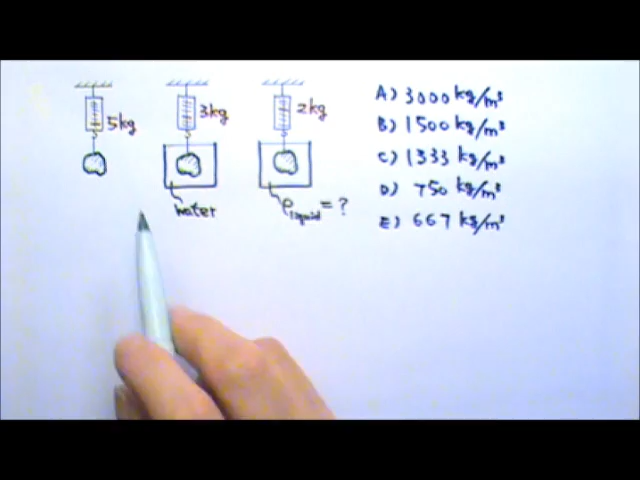 5kg
3kg
2kg
water
ρ liquid = ?
A) 3000 kg/m³
B) 1500 kg/m³
C) 1333 kg/m³
D) 750 kg/m³
E) 667 kg/m³